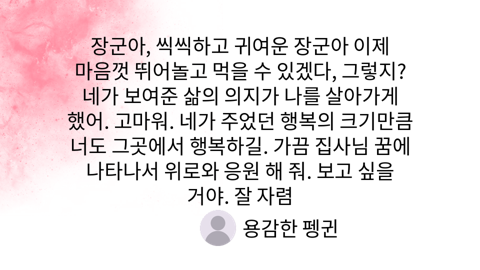 장군아, 씩씩하고 귀여운 장군아 이제
마음껏 뛰어놀고 먹을 수 있겠다, 그렇지?
네가 보여준 삶의 의지가 나를 살아가게
했어. 고마워. 네가 주었던 행복의 크기만큼
너도 그곳에서 행복하길. 가끔 집사님 꿈에
나타나서 위로와 응원 해 줘. 보고 싶을
거야. 잘 자렴
용감한 펭귄